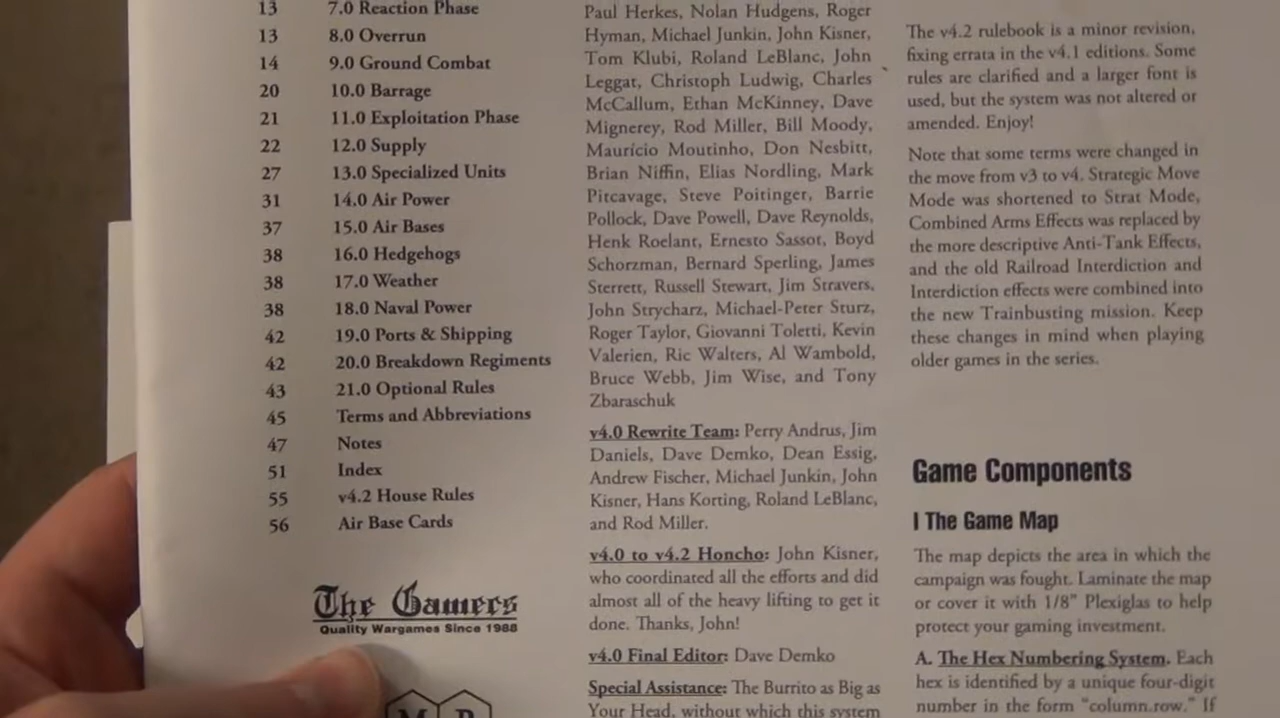 13 7.0 Reaction Phase
13 8.0 Overrun
14 9.0 Ground Combat
20 10.0 Barrage
21 11.0 Exploitation Phase
22 12.0 Supply
27 13.0 Specialized Units
31 14.0 Air Power
37 15.0 Air Bases
38 16.0 Hedgehogs
38 17.0 Weather
38 18.0 Naval Power
42 19.0 Ports & Shipping
42 20.0 Breakdown Regiments
43 21.0 Optional Rules
45 Terms and Abbreviations
47 Notes
51 Index
55 v4.2 House Rules
56 Air Base Cards
The Gamers
Quality Wargames Since 1988
Paul Herkes, Nolan Hudgens, Roger
Hyman, Michael Junkin, John Kisner,
Tom Klubi, Roland LeBlanc, John
Leggat, Christoph Ludwig, Charles
McCallum, Ethan McKinney, Dave
Mignerey, Rod Miller, Bill Moody,
Maurício Moutinho, Don Nesbitt,
Brian Niffin, Elias Nordling, Mark
Pitcavage, Steve Poitinger, Barrie
Pollock, Dave Powell, Dave Reynolds,
Henk Roelant, Ernesto Sassot, Boyd
Schorzman, Bernard Sperling, James
Sterrett, Russell Stewart, Jim Stravers,
John Strycharz, Michael-Peter Sturz,
Roger Taylor, Giovanni Toletti, Kevin
Valerien, Ric Walters, Al Wambold,
Bruce Webb, Jim Wise, and Tony
Zbaraschuk
v4.0 Rewrite Team: Perry Andrus, Jim
Daniels, Dave Demko, Dean Essig,
Andrew Fischer, Michael Junkin, John
Kisner, Hans Korting, Roland LeBlanc,
and Rod Miller.
v4.0 to v4.2 Honcho: John Kisner,
who coordinated all the efforts and did
almost all of the heavy lifting to get it
done. Thanks, John!
v4.0 Final Editor: Dave Demko
Special Assistance: The Burrito as Big as
Your Head, without which this system
The v4.2 rulebook is a minor revision,
fixing errata in the v4.1 editions. Some
rules are clarified and a larger font is
used, but the system was not altered or
amended. Enjoy!
Note that some terms were changed in
the move from v3 to v4. Strategic Move
Mode was shortened to Strat Mode,
Combined Arms Effects was replaced by
the more descriptive Anti-Tank Effects,
and the old Railroad Interdiction and
Interdiction effects were combined into
the new Trainbusting mission. Keep
these changes in mind when playing
older games in the series.
Game Components
I The Game Map
The map depicts the area in which the
campaign was fought. Laminate the map
or cover it with 1/8" Plexiglas to help
protect your gaming investment.
A. The Hex Numbering System. Each
hex is identified by a unique four-digit
number in the form "column.row." If